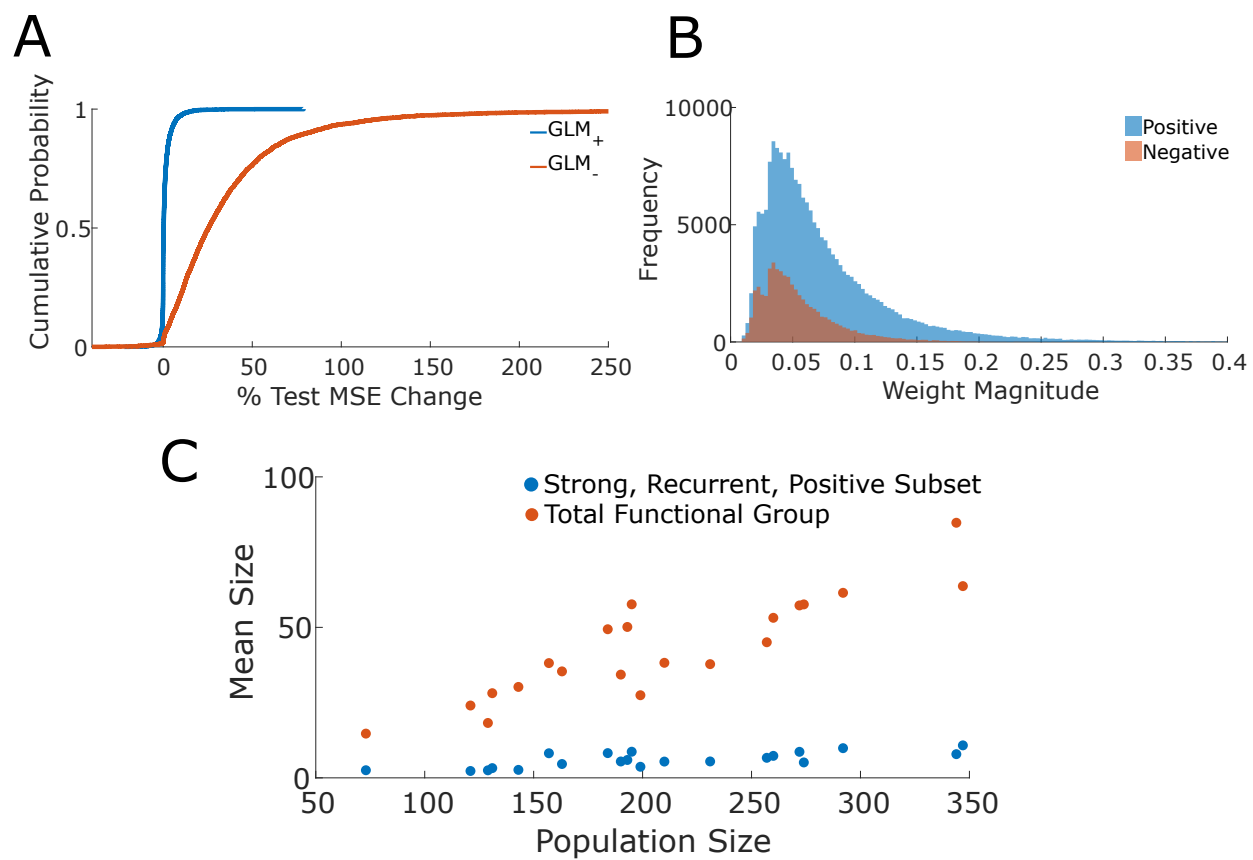 A
Cumulative Probability
1
0.5
0
0 50 100 150 200 250
% Test MSE Change
GLM+
GLM-
B
Frequency
10000
5000
0
0 0.05 0.1 0.15 0.2 0.25 0.3 0.35 0.4
Weight Magnitude
Positive
Negative
C
Mean Size
100
50
0
50 100 150 200 250 300 350
Population Size
Strong, Recurrent, Positive Subset
Total Functional Group